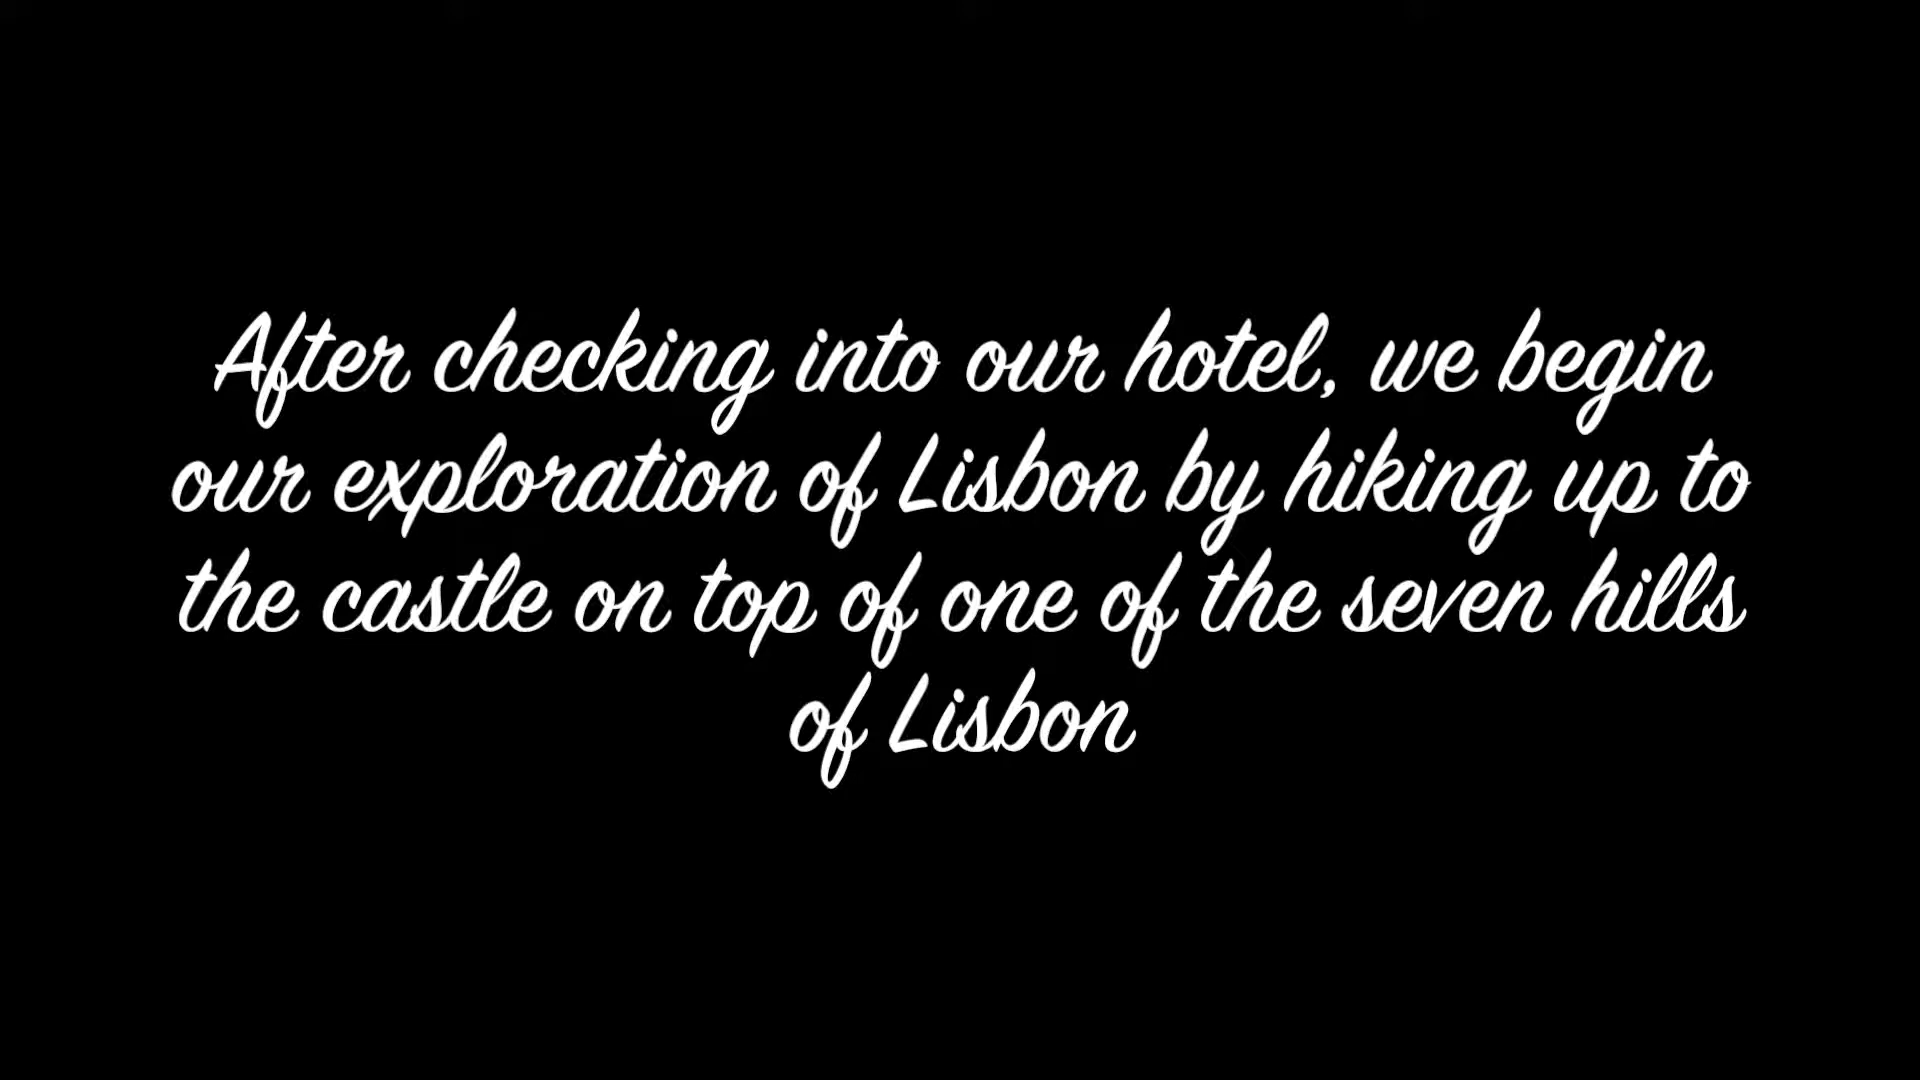 After checking into our hotel, we begin
our exploration of Lisbon by hiking up to
the castle on top of one of the seven hills
of Lisbon